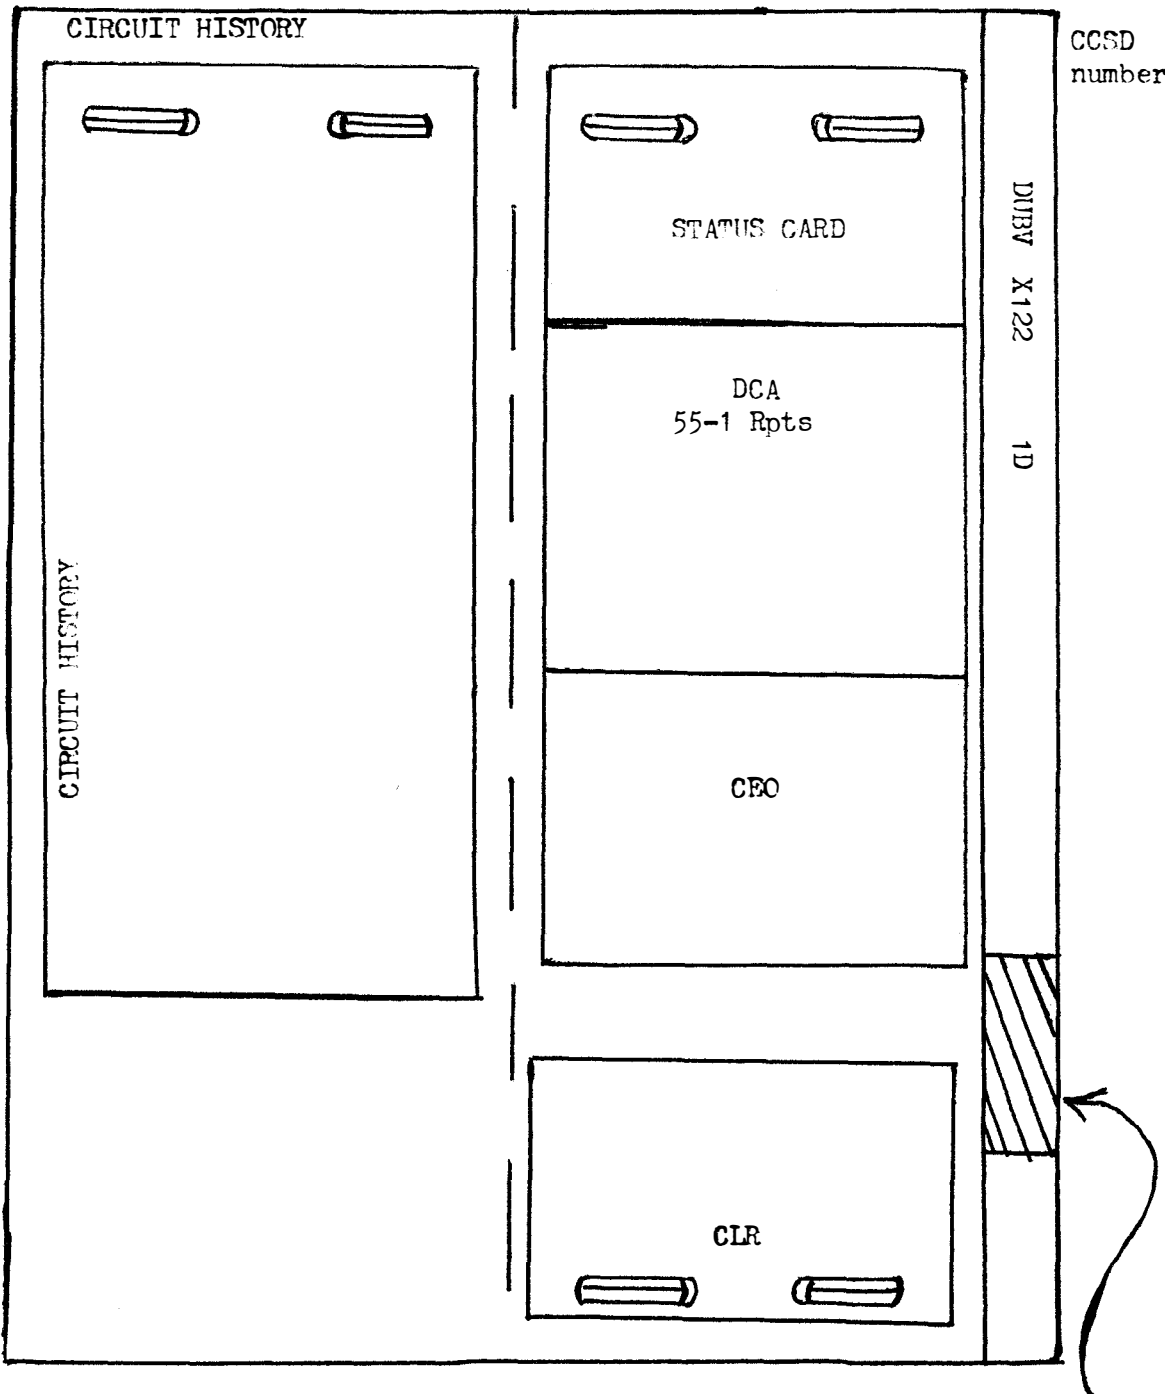 CIRCUIT HISTORY
CCSD
number
STATUS CARD
DUBV X122 1D
DCA
55-1 Rpts
CIRCUIT HISTORY
CEO
CLR